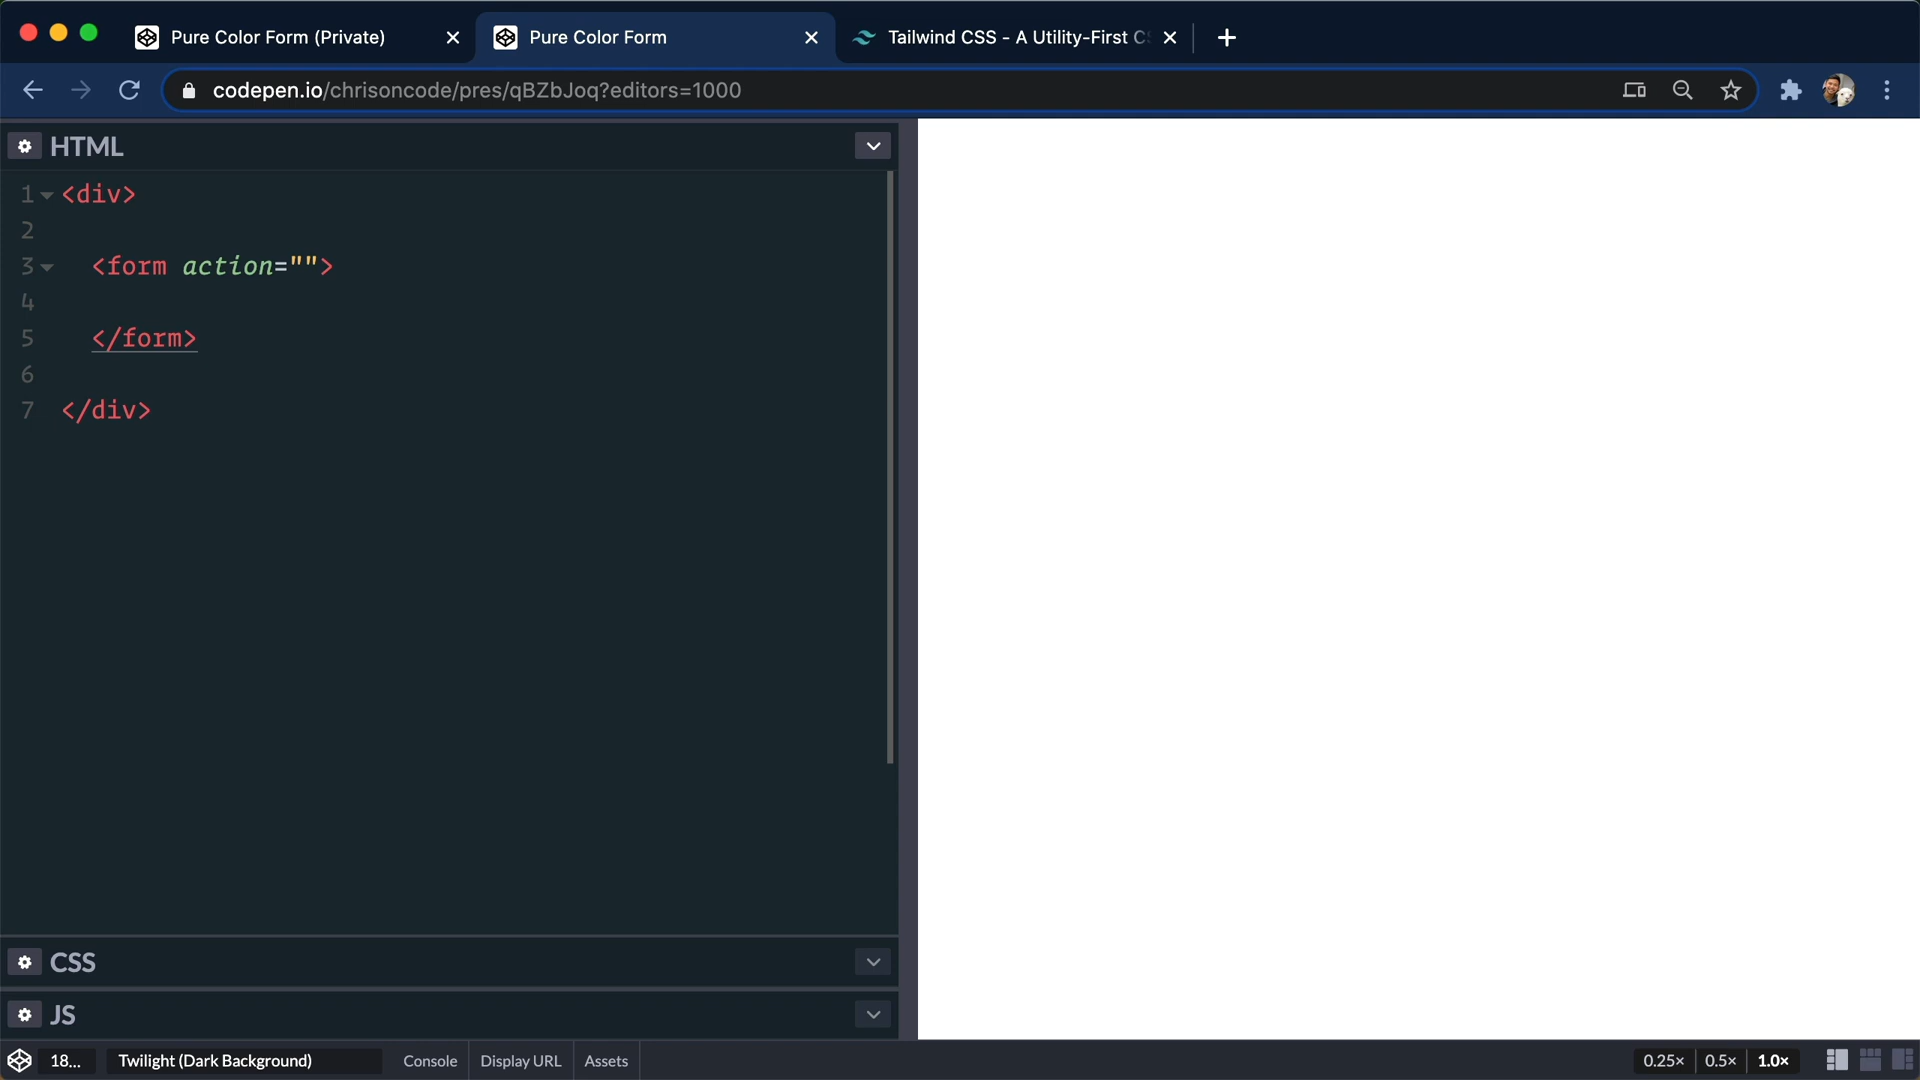 Pure Color Form (Private)
Pure Color Form
Tailwind CSS - A Utility-First C
codepen.io/chrisoncode/pres/qBZbJoq?editors=1000
HTML
1 <div>
2
3 <form action="">
4
5 </form>
6
7 </div>
CSS
JS
18...
Twilight (Dark Background)
Console
Display URL
Assets
0.25×
0.5×
1.0×